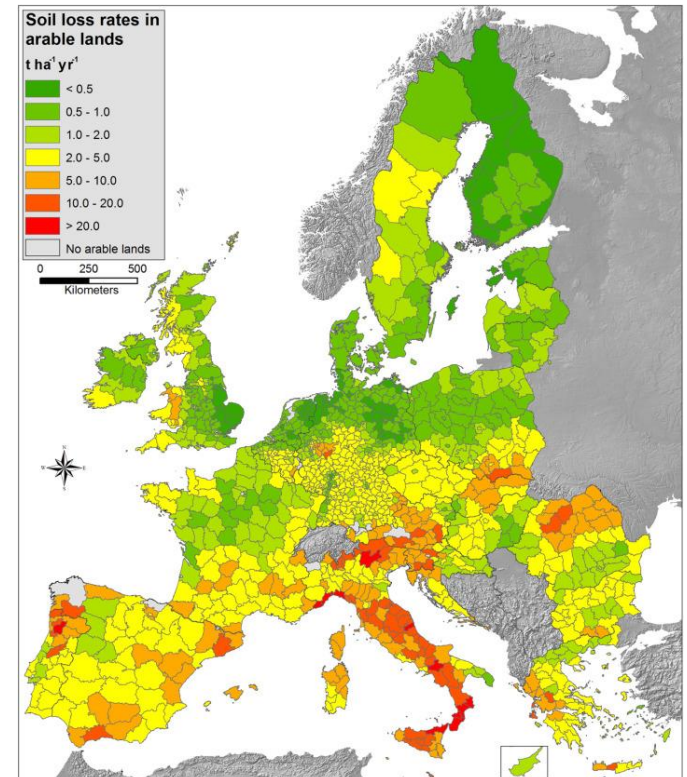 Soil loss rates in
arable lands
t ha⁻¹ yr⁻¹
< 0.5
0.5 - 1.0
1.0 - 2.0
2.0 - 5.0
5.0 - 10.0
10.0 - 20.0
> 20.0
No arable lands
0 250 500
Kilometers
N
W E
S